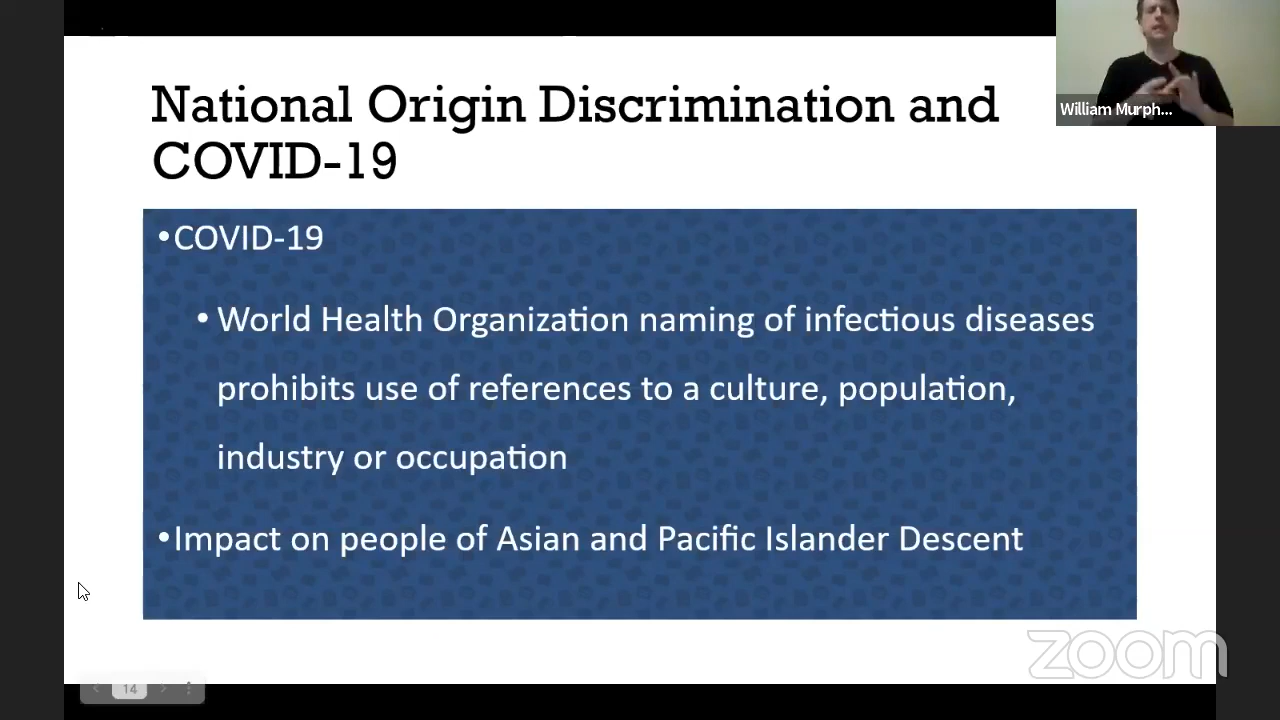 National Origin Discrimination and
COVID-19
William Murph...
•COVID-19
• World Health Organization naming of infectious diseases
prohibits use of references to a culture, population,
industry or occupation
•Impact on people of Asian and Pacific Islander Descent
zoom
14